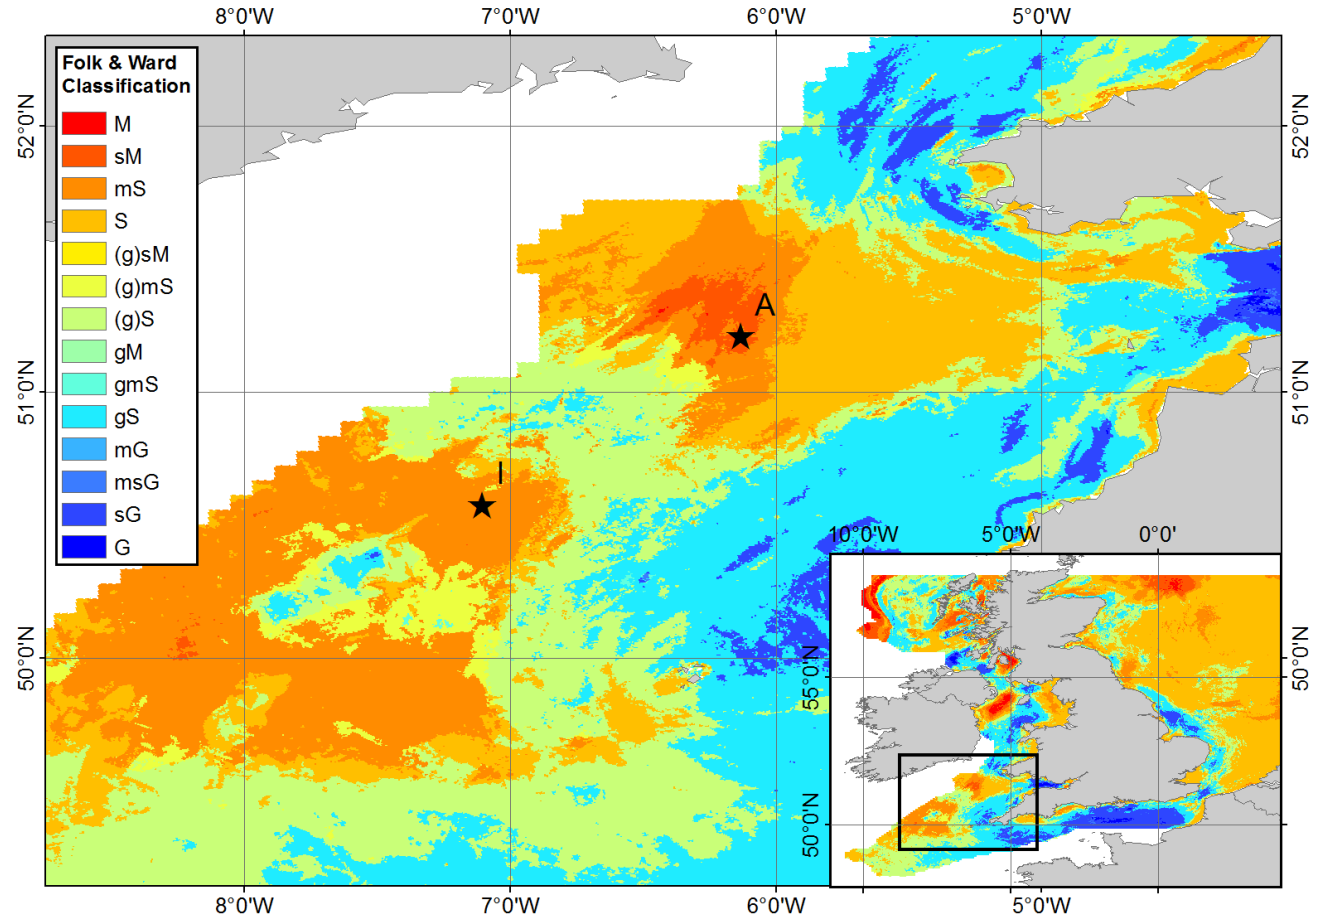 8°0'W 7°0'W 6°0'W 5°0'W
Folk & Ward
Classification
M
sM
mS
S
(g)sM
(g)mS
(g)S
gM
gmS
gS
mG
msG
sG
G
52°0'N
51°0'N
50°0'N
52°0'N
51°0'N
50°0'N
A
I
10°0'W 5°0'W 0°0'
55°0'N
50°0'N
8°0'W 7°0'W 6°0'W 5°0'W